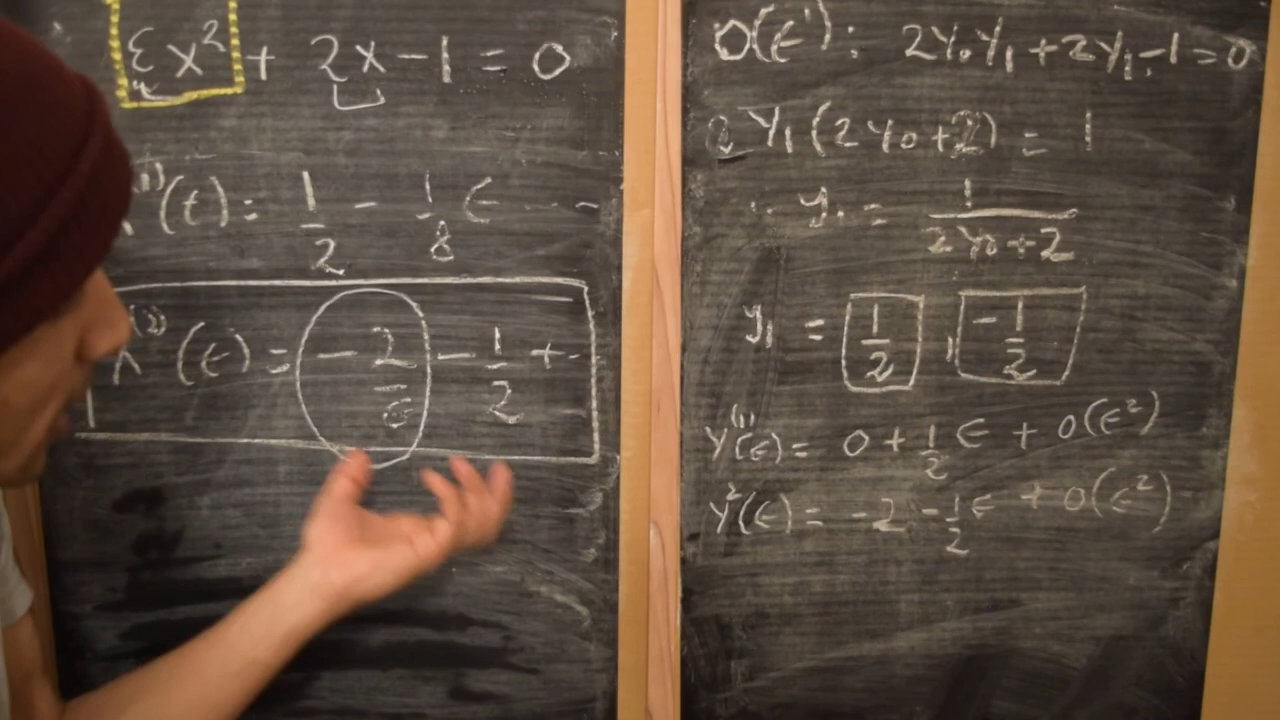 εx² + 2x - 1 = 0
x⁽¹⁾(ϵ) = 1/2 - 1/8 ϵ ...
x⁽²⁾(ϵ) = - 2/ϵ - 1/2 + ..
O(ϵ¹): 2y₀y₁ + 2y₁ - 1 = 0
y₁(2y₀+2) = 1
∴ y₁ = 1/(2y₀+2)
y₁ = 1/2 , -1/2
y⁽¹⁾(ϵ) = 0 + 1/2 ϵ + O(ϵ²)
y²(ϵ) = -2 - 1/2 ϵ + O(ϵ²)